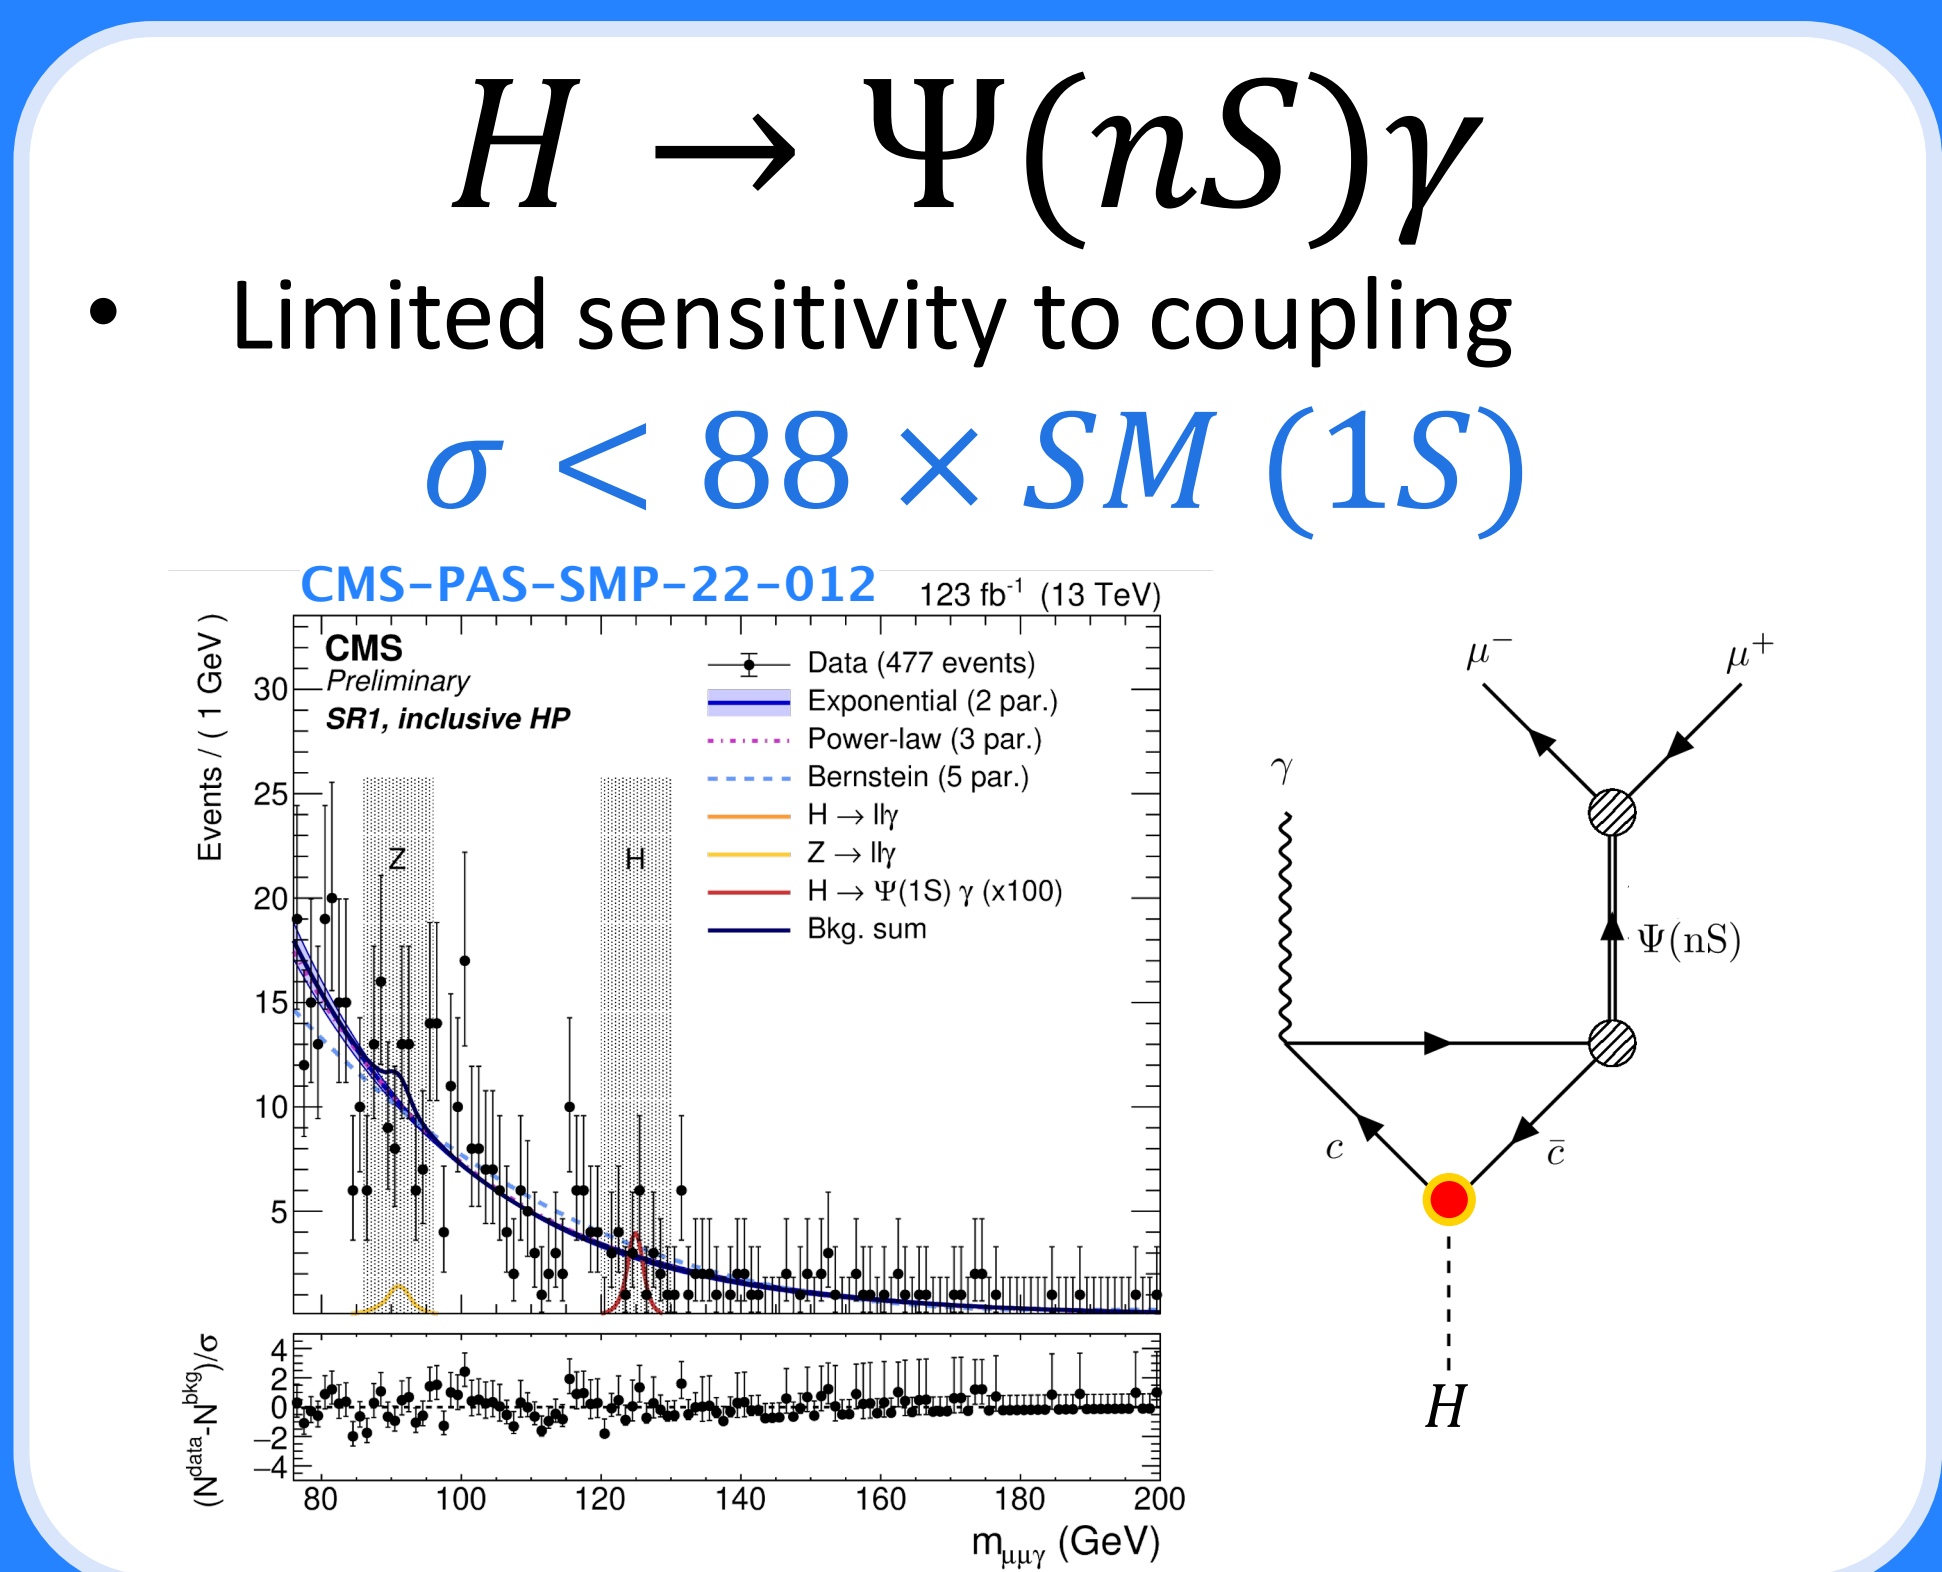 H → Ψ(nS)γ
• Limited sensitivity to coupling
σ < 88 × SM (1S)
CMS-PAS-SMP-22-012
123 fb⁻¹ (13 TeV)
CMS
Preliminary
SR1, inclusive HP
Data (477 events)
Exponential (2 par.)
Power-law (3 par.)
Bernstein (5 par.)
H → llγ
Z → llγ
H → Ψ(1S) γ (x100)
Bkg. sum
Z
H
Events / ( 1 GeV )
30
25
20
15
10
5
(Nᵈᵃᵗᵃ-Nᵇᵏᵍ)/σ
4
2
0
−2
−4
80 100 120 140 160 180 200
m_μμγ (GeV)
μ⁻ μ⁺
γ
Ψ(nS)
c c̄
H